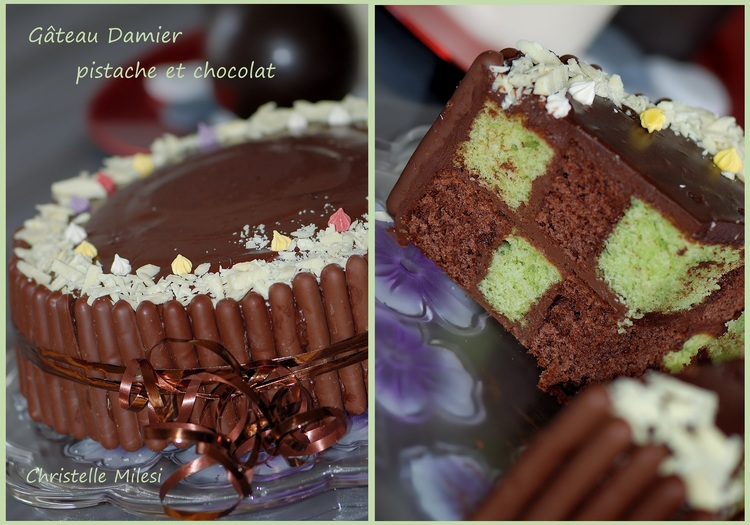 Gâteau Damier
pistache et chocolat
Christelle Milesi